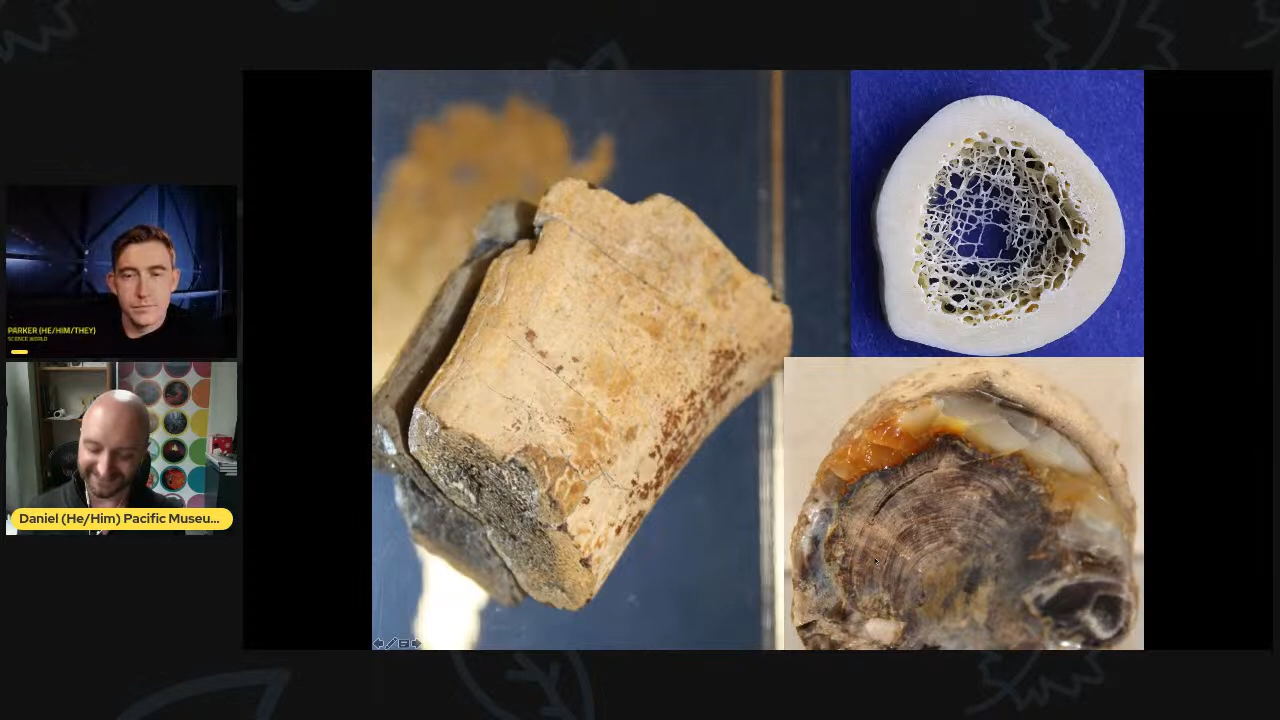 PARKER (HE/HIM/THEY)
SCIENCE WORLD
Daniel (He/Him) Pacific Museu...